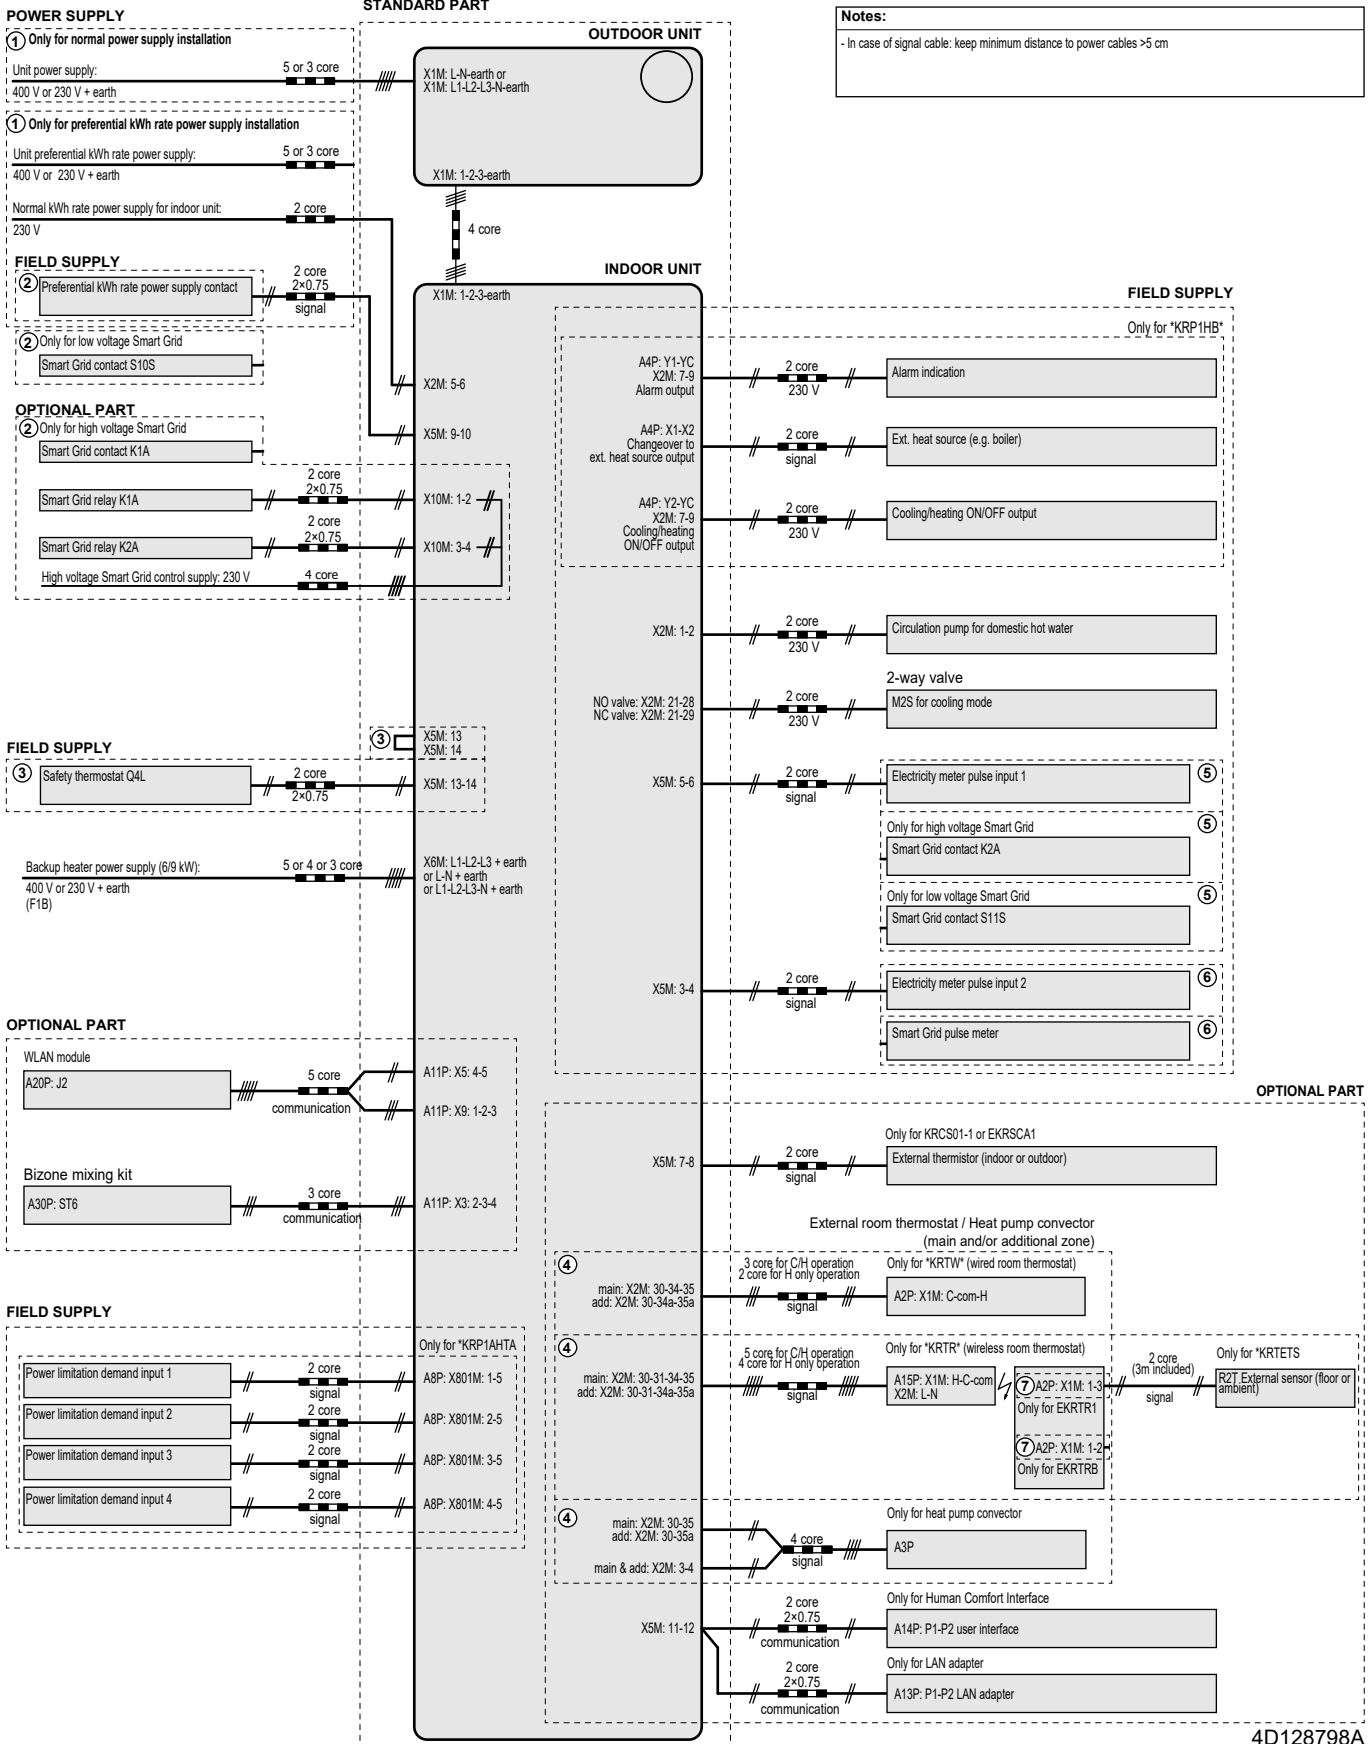 POWER SUPPLY
① Only for normal power supply installation
Unit power supply:
5 or 3 core
400 V or 230 V + earth
① Only for preferential kWh rate power supply installation
Unit preferential kWh rate power supply:
5 or 3 core
400 V or 230 V + earth
Normal kWh rate power supply for indoor unit:
2 core
230 V
FIELD SUPPLY
② Preferential kWh rate power supply contact
2 core
2×0.75
signal
② Only for low voltage Smart Grid
Smart Grid contact S10S
OPTIONAL PART
② Only for high voltage Smart Grid
Smart Grid contact K1A
Smart Grid relay K1A
2 core
2×0.75
Smart Grid relay K2A
2 core
2×0.75
High voltage Smart Grid control supply: 230 V
4 core
FIELD SUPPLY
③ Safety thermostat Q4L
2 core
2×0.75
Backup heater power supply (6/9 kW):
5 or 4 or 3 core
400 V or 230 V + earth
(F1B)
OPTIONAL PART
WLAN module
A20P: J2
5 core
communication
Bizone mixing kit
A30P: ST6
3 core
communication
FIELD SUPPLY
Only for *KRP1AHTA
Power limitation demand input 1
2 core
signal
Power limitation demand input 2
2 core
signal
Power limitation demand input 3
2 core
signal
Power limitation demand input 4
2 core
signal
STANDARD PART
OUTDOOR UNIT
X1M: L-N-earth or
X1M: L1-L2-L3-N-earth
X1M: 1-2-3-earth
4 core
INDOOR UNIT
X1M: 1-2-3-earth
X2M: 5-6
X5M: 9-10
X10M: 1-2
X10M: 3-4
③ X5M: 13
X5M: 14
X5M: 13-14
X6M: L1-L2-L3 + earth
or L-N + earth
or L1-L2-L3-N + earth
A11P: X5: 4-5
A11P: X9: 1-2-3
A11P: X3: 2-3-4
A8P: X801M: 1-5
A8P: X801M: 2-5
A8P: X801M: 3-5
A8P: X801M: 4-5
Notes:
- In case of signal cable: keep minimum distance to power cables >5 cm
FIELD SUPPLY
Only for *KRP1HB*
A4P: Y1-YC
X2M: 7-9
Alarm output
2 core
230 V
Alarm indication
A4P: X1-X2
Changeover to
ext. heat source output
2 core
signal
Ext. heat source (e.g. boiler)
A4P: Y2-YC
X2M: 7-9
Cooling/heating
ON/OFF output
2 core
230 V
Cooling/heating ON/OFF output
X2M: 1-2
2 core
230 V
Circulation pump for domestic hot water
2-way valve
NO valve: X2M: 21-28
NC valve: X2M: 21-29
2 core
230 V
M2S for cooling mode
X5M: 5-6
2 core
signal
Electricity meter pulse input 1 ⑤
Only for high voltage Smart Grid ⑤
Smart Grid contact K2A
Only for low voltage Smart Grid ⑤
Smart Grid contact S11S
X5M: 3-4
2 core
signal
Electricity meter pulse input 2 ⑥
Smart Grid pulse meter ⑥
OPTIONAL PART
Only for KRCS01-1 or EKRSCA1
X5M: 7-8
2 core
signal
External thermistor (indoor or outdoor)
External room thermostat / Heat pump convector
(main and/or additional zone)
④
main: X2M: 30-34-35
add: X2M: 30-34a-35a
3 core for C/H operation
2 core for H only operation
signal
Only for *KRTW* (wired room thermostat)
A2P: X1M: C-com-H
④
main: X2M: 30-31-34-35
add: X2M: 30-31-34a-35a
5 core for C/H operation
4 core for H only operation
signal
Only for *KRTR* (wireless room thermostat)
A15P: X1M: H-C-com
X2M: L-N
⑦ A2P: X1M: 1-3
Only for EKRTR1
⑦ A2P: X1M: 1-2
Only for EKRTRB
2 core
(3m included)
signal
Only for *KRTETS
R2T External sensor (floor or
ambient)
④
main: X2M: 30-35
add: X2M: 30-35a
main & add: X2M: 3-4
4 core
signal
Only for heat pump convector
A3P
X5M: 11-12
2 core
2×0.75
communication
Only for Human Comfort Interface
A14P: P1-P2 user interface
2 core
2×0.75
communication
Only for LAN adapter
A13P: P1-P2 LAN adapter
4D128798A